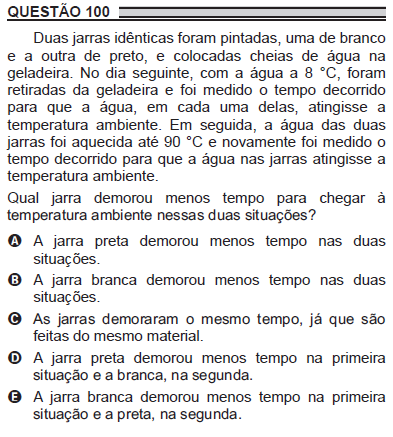 QUESTÃO 100
Duas jarras idênticas foram pintadas, uma de branco
e a outra de preto, e colocadas cheias de água na
geladeira. No dia seguinte, com a água a 8 °C, foram
retiradas da geladeira e foi medido o tempo decorrido
para que a água, em cada uma delas, atingisse a
temperatura ambiente. Em seguida, a água das duas
jarras foi aquecida até 90 °C e novamente foi medido o
tempo decorrido para que a água nas jarras atingisse a
temperatura ambiente.
Qual jarra demorou menos tempo para chegar à
temperatura ambiente nessas duas situações?
A A jarra preta demorou menos tempo nas duas
situações.
B A jarra branca demorou menos tempo nas duas
situações.
C As jarras demoraram o mesmo tempo, já que são
feitas do mesmo material.
D A jarra preta demorou menos tempo na primeira
situação e a branca, na segunda.
E A jarra branca demorou menos tempo na primeira
situação e a preta, na segunda.